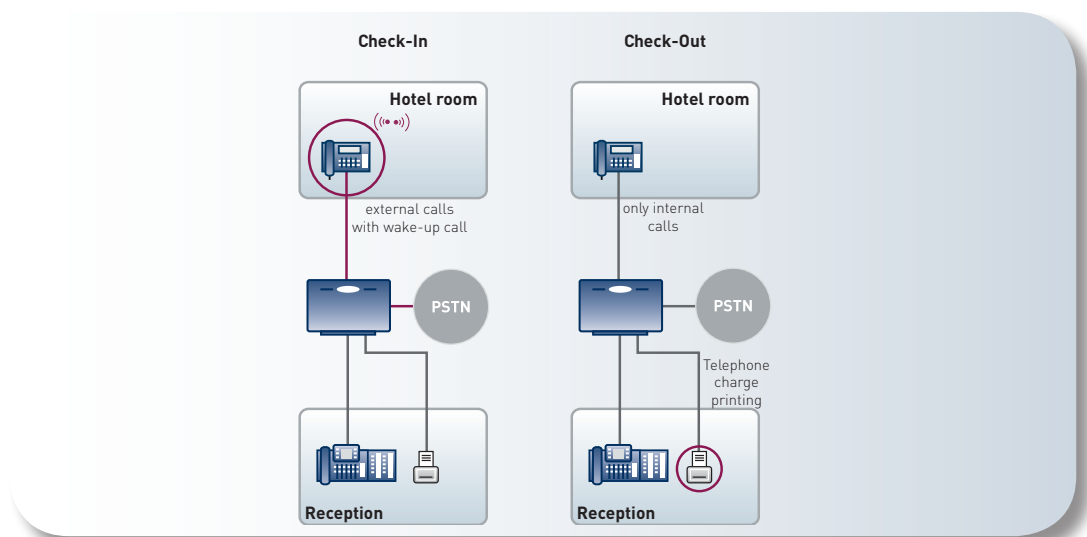 Check-In
Hotel room
external calls
with wake-up call
PSTN
Reception
Check-Out
Hotel room
only internal
calls
PSTN
Telephone
charge
printing
Reception